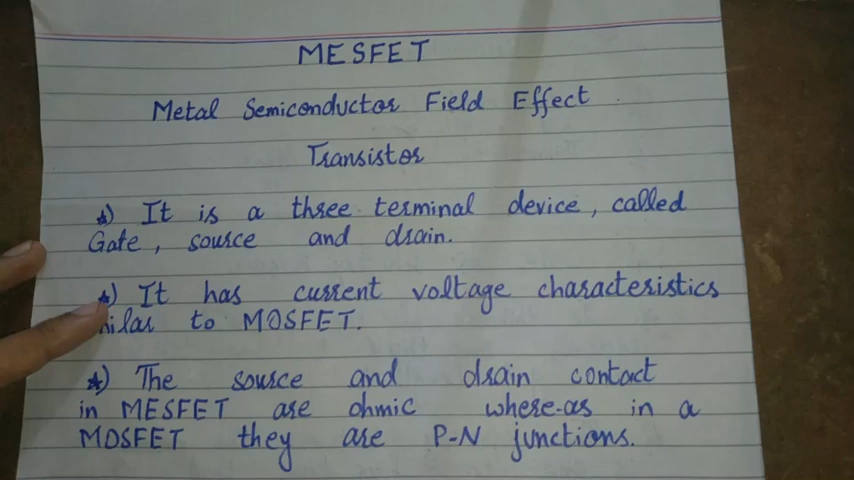 MESFET
Metal Semiconductor Field Effect
Transistor
*) It is a three terminal device, called
Gate, source and drain.
*) It has current voltage characteristics
to MOSFET.
*) The source and drain contact
in MESFET are ohmic where-as in a
MOSFET they are P-N junctions.